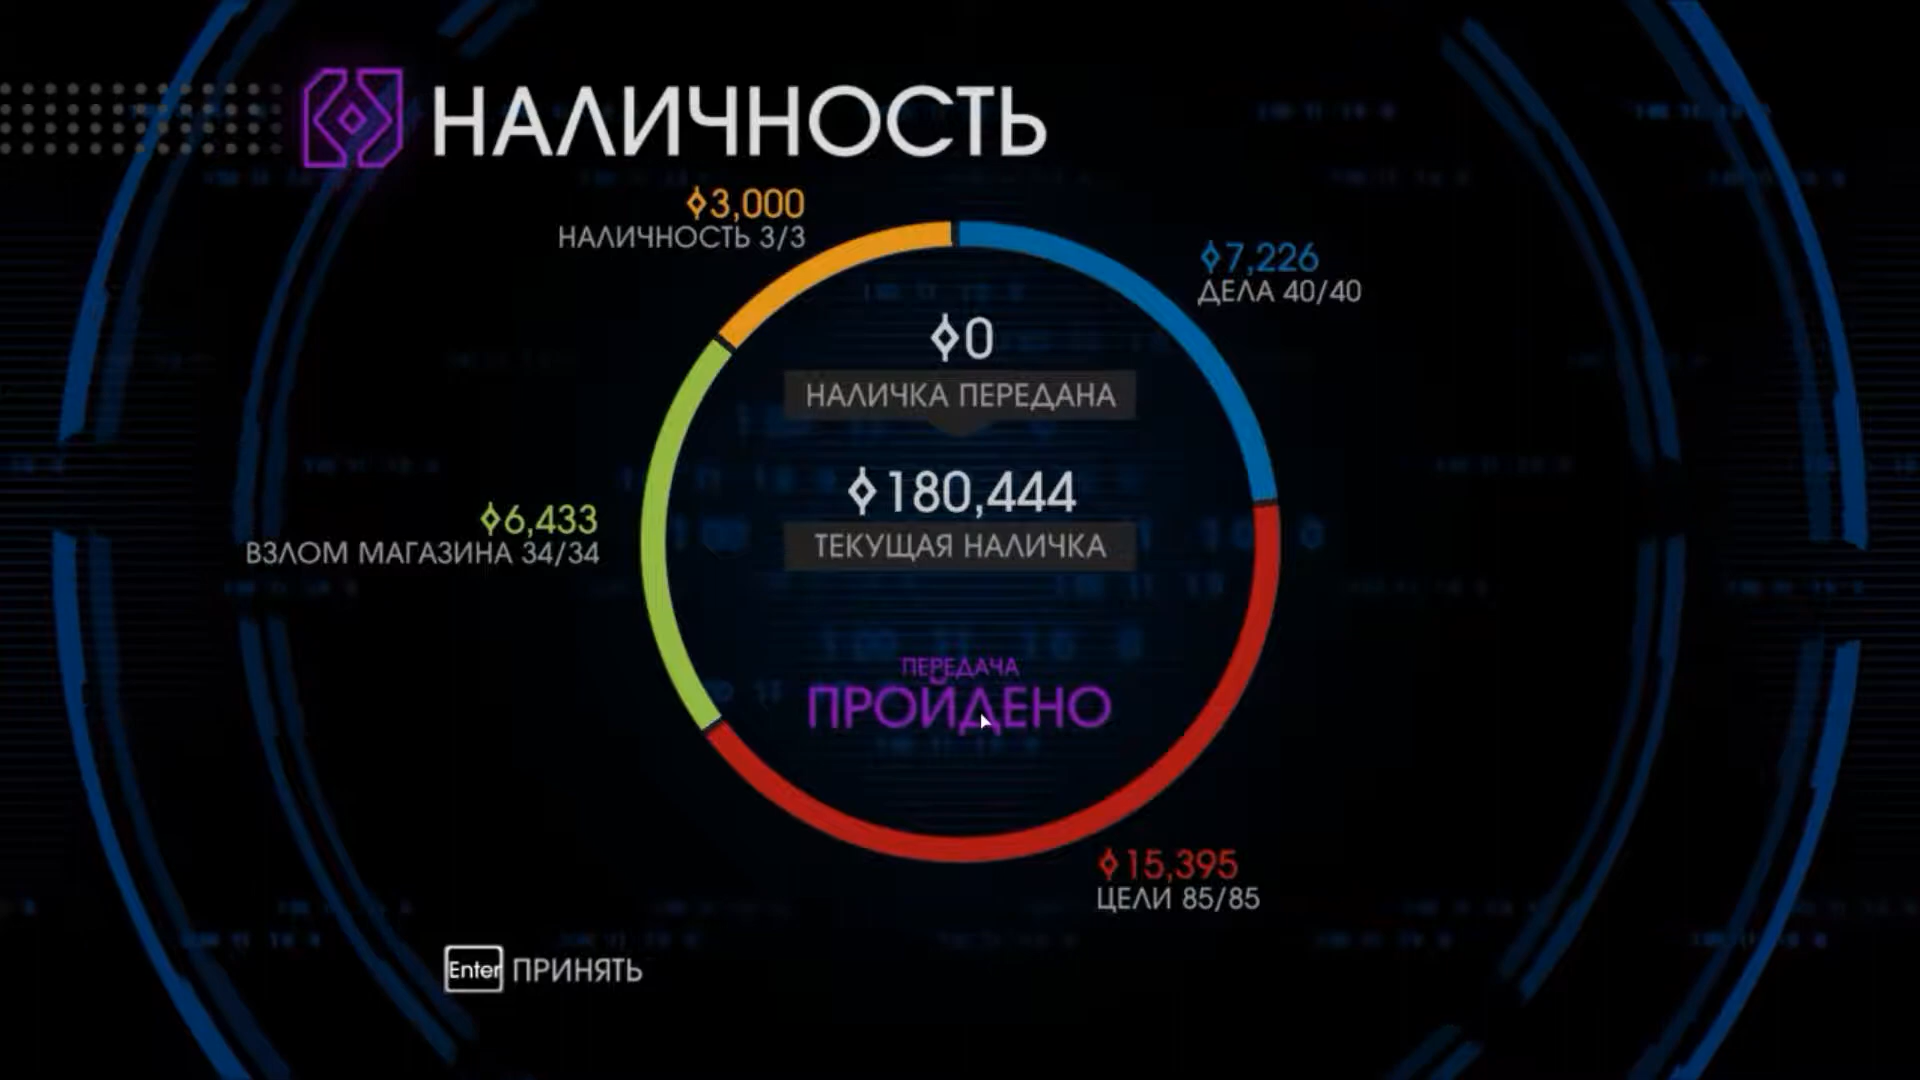 НАЛИЧНОСТЬ
3,000
НАЛИЧНОСТЬ 3/3
7,226
ДЕЛА 40/40
0
НАЛИЧКА ПЕРЕДАНА
180,444
ТЕКУЩАЯ НАЛИЧКА
6,433
ВЗЛОМ МАГАЗИНА 34/34
ПЕРЕДАЧА
ПРОЙДЕНО
15,395
ЦЕЛИ 85/85
Enter ПРИНЯТЬ